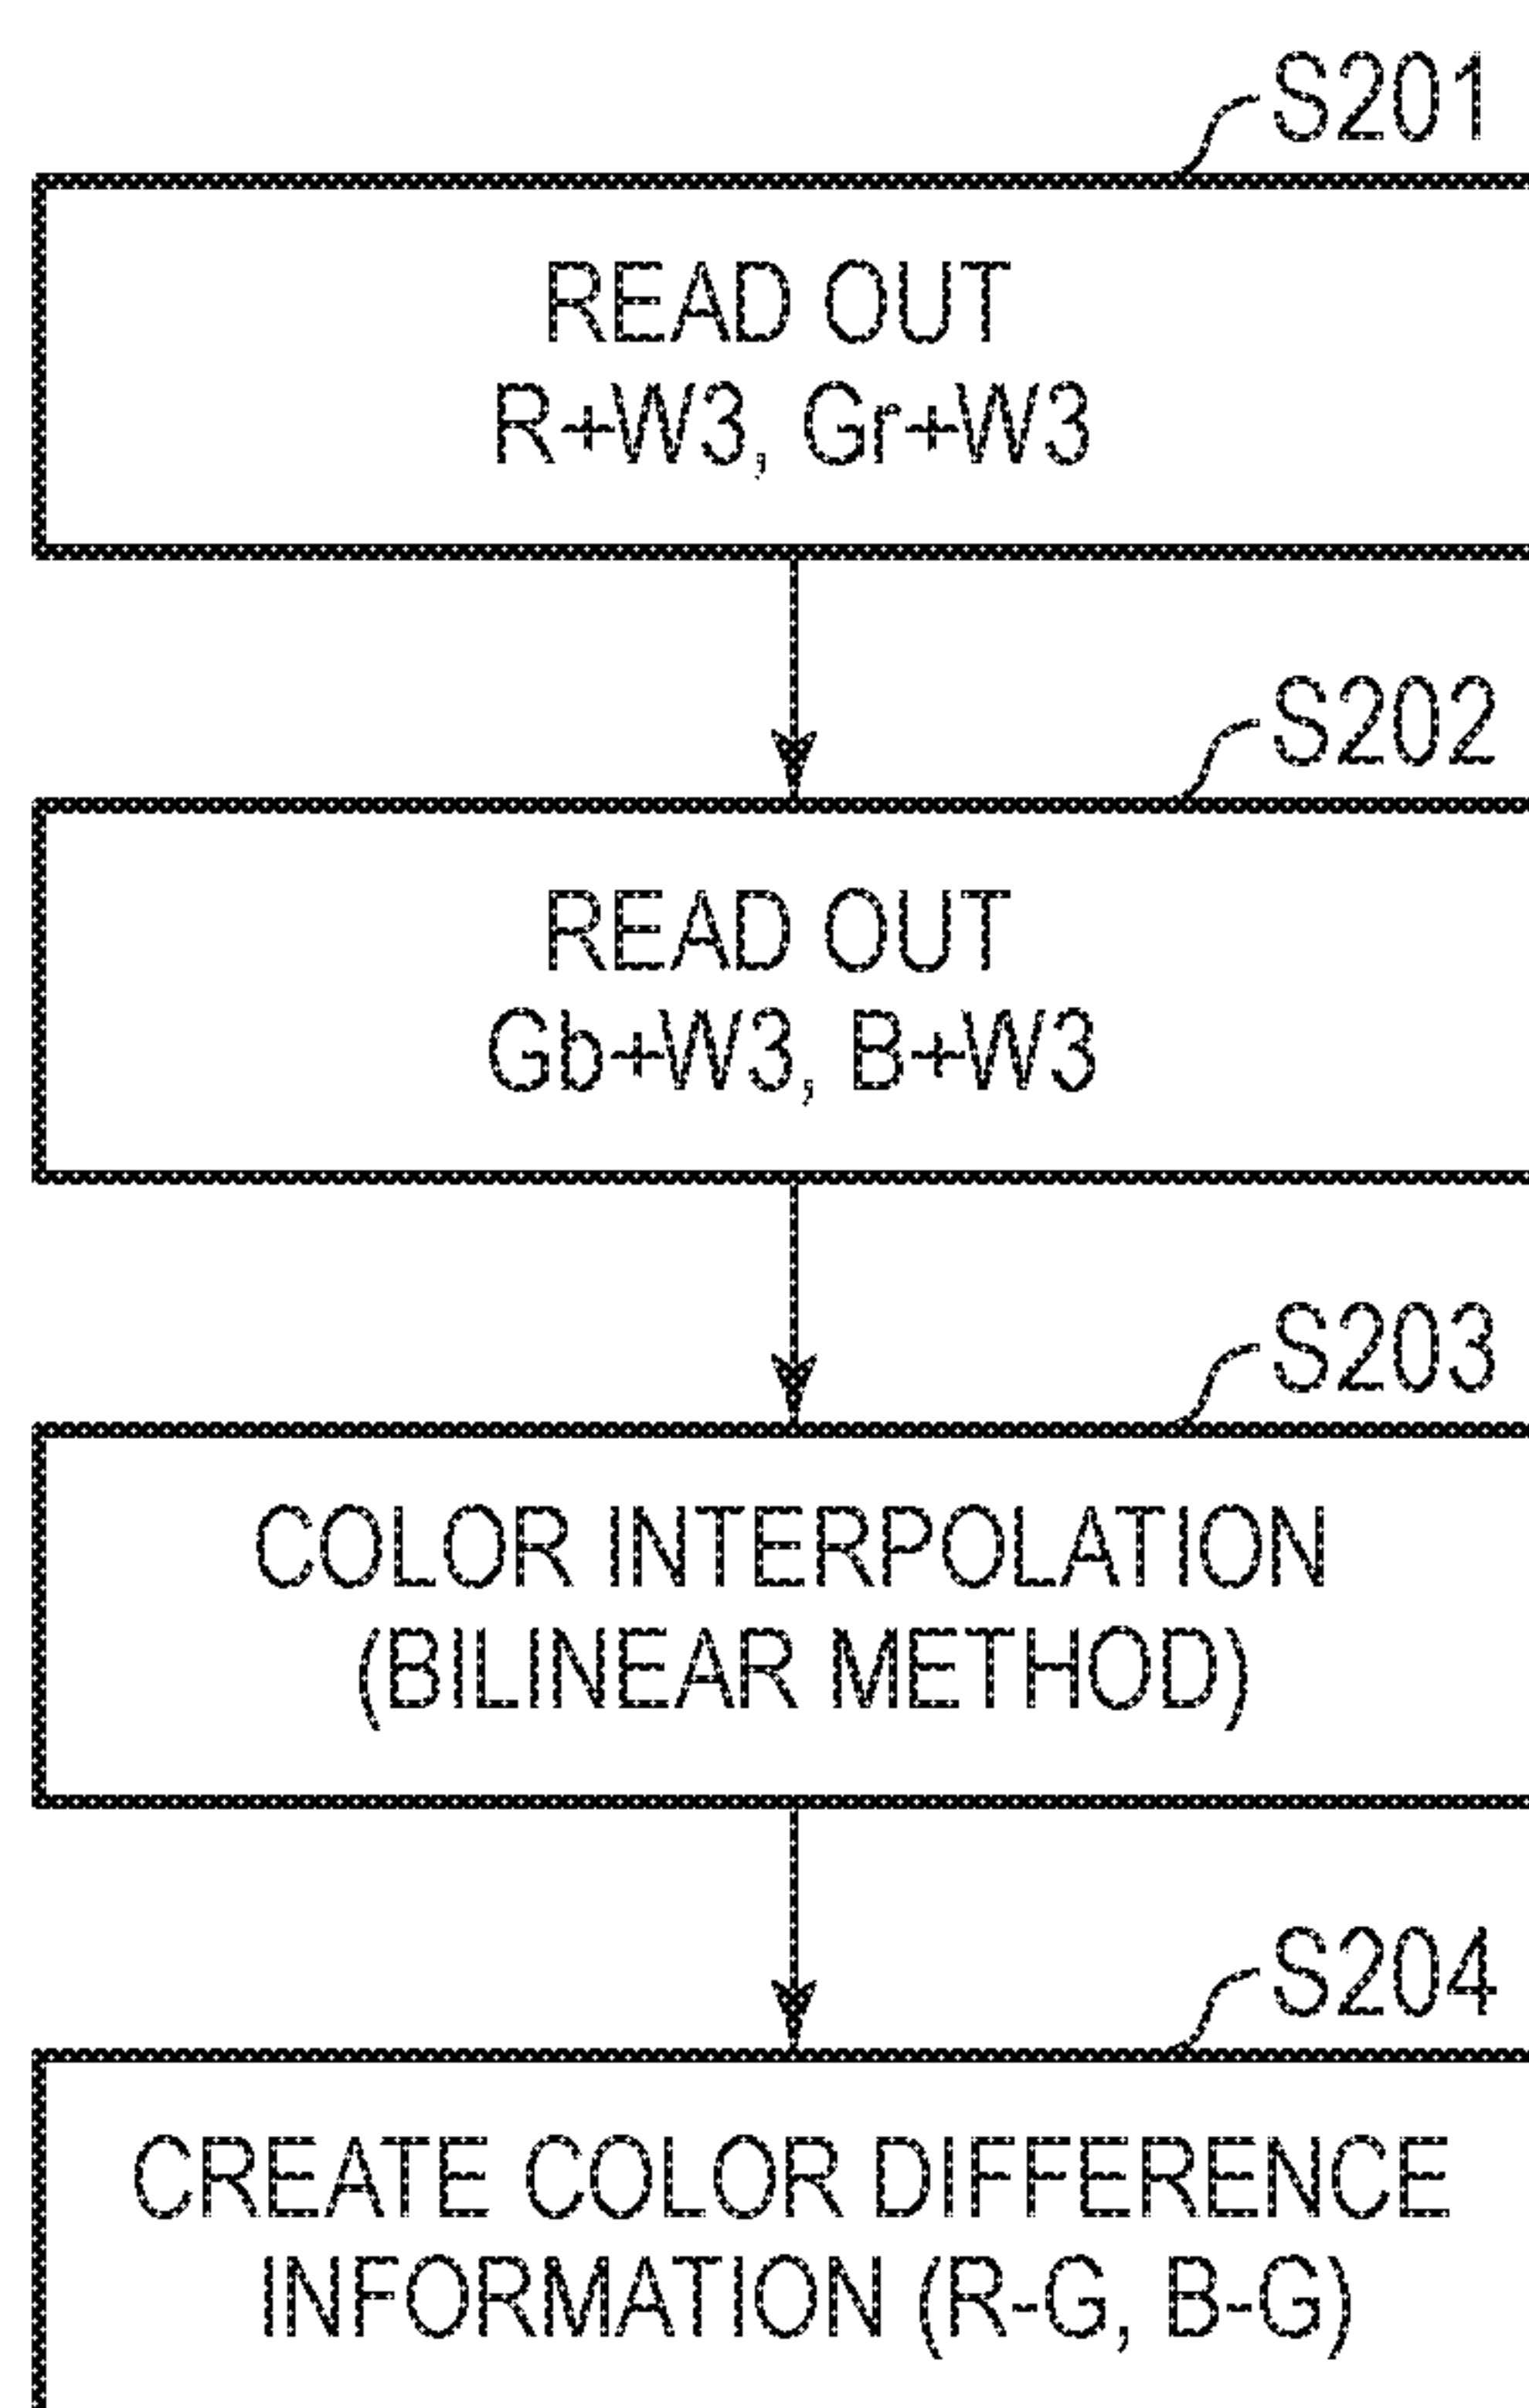 S201
READ OUT
R+W3, Gr+W3
S202
READ OUT
Gb+W3, B+W3
S203
COLOR INTERPOLATION
(BILINEAR METHOD)
S204
CREATE COLOR DIFFERENCE
INFORMATION (R-G, B-G)